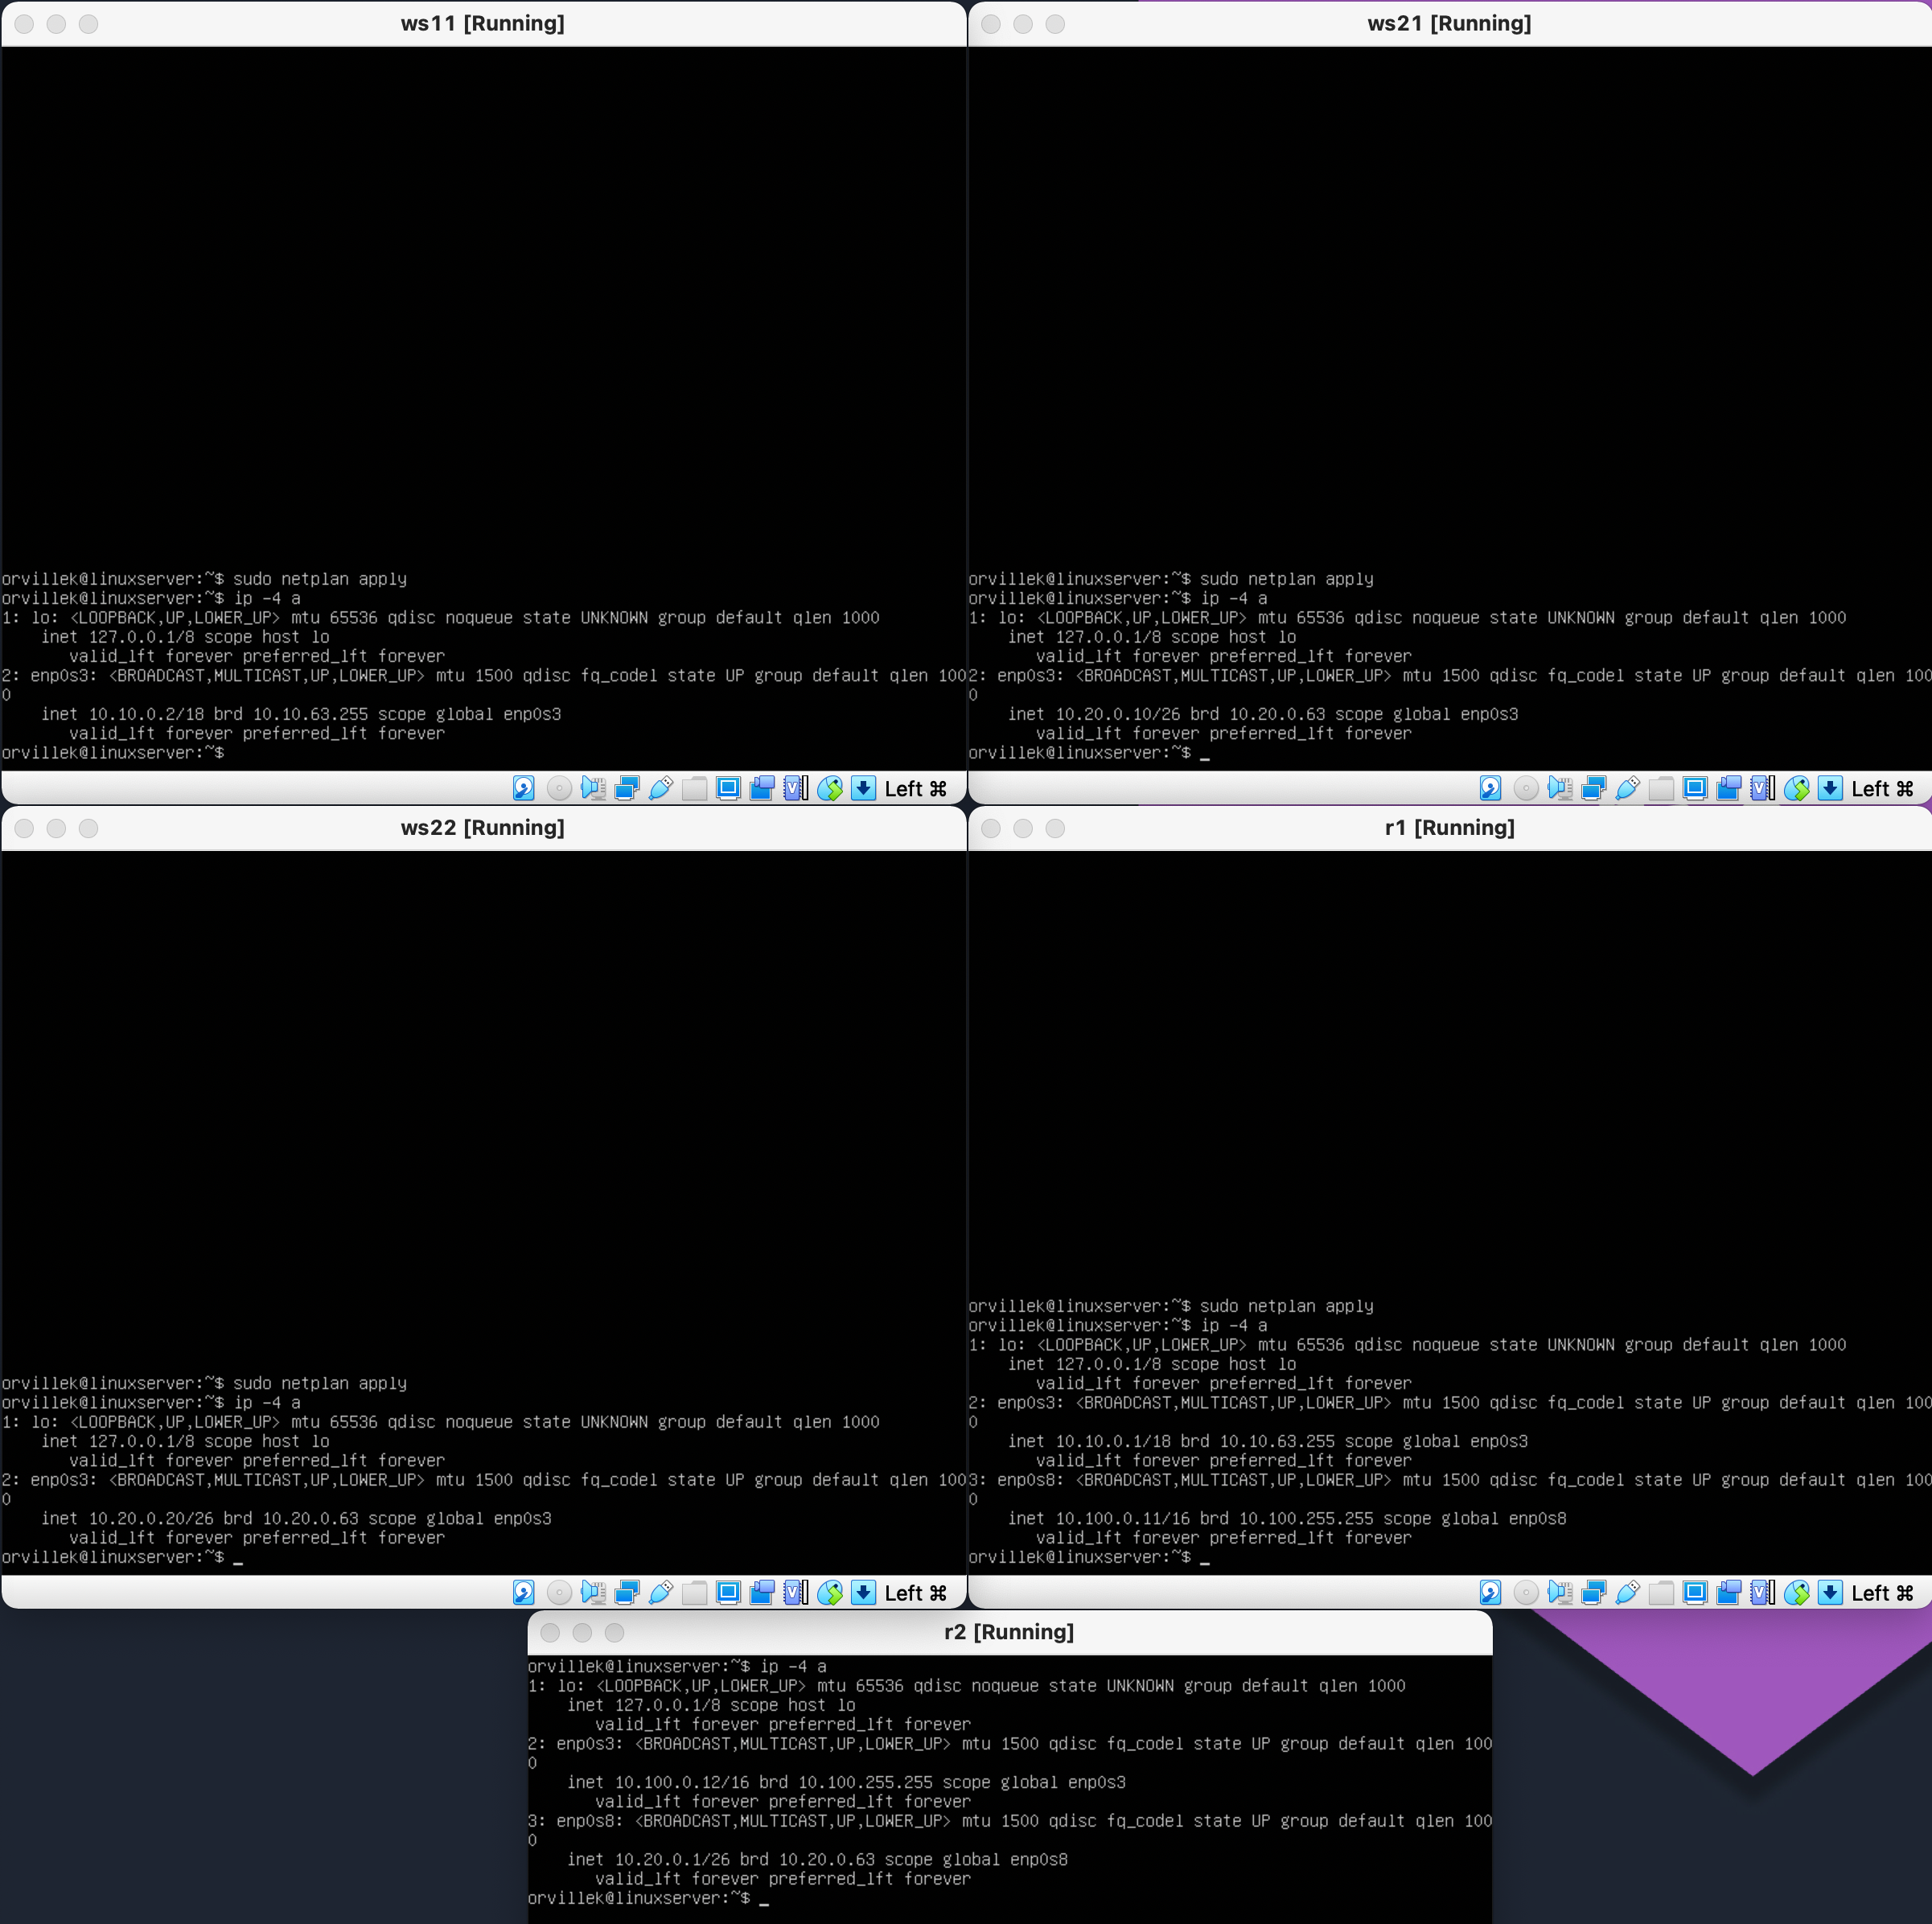 ws11 [Running]
orvillek@linuxserver:~$ sudo netplan apply
orvillek@linuxserver:~$ ip -4 a
1: lo: <LOOPBACK,UP,LOWER_UP> mtu 65536 qdisc noqueue state UNKNOWN group default qlen 1000
    inet 127.0.0.1/8 scope host lo
       valid_lft forever preferred_lft forever
2: enp0s3: <BROADCAST,MULTICAST,UP,LOWER_UP> mtu 1500 qdisc fq_codel state UP group default qlen 100
0
    inet 10.10.0.2/18 brd 10.10.63.255 scope global enp0s3
       valid_lft forever preferred_lft forever
orvillek@linuxserver:~$
Left ⌘
ws21 [Running]
orvillek@linuxserver:~$ sudo netplan apply
orvillek@linuxserver:~$ ip -4 a
1: lo: <LOOPBACK,UP,LOWER_UP> mtu 65536 qdisc noqueue state UNKNOWN group default qlen 1000
    inet 127.0.0.1/8 scope host lo
       valid_lft forever preferred_lft forever
2: enp0s3: <BROADCAST,MULTICAST,UP,LOWER_UP> mtu 1500 qdisc fq_codel state UP group default qlen 100
0
    inet 10.20.0.10/26 brd 10.20.0.63 scope global enp0s3
       valid_lft forever preferred_lft forever
orvillek@linuxserver:~$ _
Left ⌘
ws22 [Running]
orvillek@linuxserver:~$ sudo netplan apply
orvillek@linuxserver:~$ ip -4 a
1: lo: <LOOPBACK,UP,LOWER_UP> mtu 65536 qdisc noqueue state UNKNOWN group default qlen 1000
    inet 127.0.0.1/8 scope host lo
       valid_lft forever preferred_lft forever
2: enp0s3: <BROADCAST,MULTICAST,UP,LOWER_UP> mtu 1500 qdisc fq_codel state UP group default qlen 100
0
    inet 10.20.0.20/26 brd 10.20.0.63 scope global enp0s3
       valid_lft forever preferred_lft forever
orvillek@linuxserver:~$ _
Left ⌘
r1 [Running]
orvillek@linuxserver:~$ sudo netplan apply
orvillek@linuxserver:~$ ip -4 a
1: lo: <LOOPBACK,UP,LOWER_UP> mtu 65536 qdisc noqueue state UNKNOWN group default qlen 1000
    inet 127.0.0.1/8 scope host lo
       valid_lft forever preferred_lft forever
2: enp0s3: <BROADCAST,MULTICAST,UP,LOWER_UP> mtu 1500 qdisc fq_codel state UP group default qlen 100
0
    inet 10.10.0.1/18 brd 10.10.63.255 scope global enp0s3
       valid_lft forever preferred_lft forever
3: enp0s8: <BROADCAST,MULTICAST,UP,LOWER_UP> mtu 1500 qdisc fq_codel state UP group default qlen 100
0
    inet 10.100.0.11/16 brd 10.100.255.255 scope global enp0s8
       valid_lft forever preferred_lft forever
orvillek@linuxserver:~$ _
Left ⌘
r2 [Running]
orvillek@linuxserver:~$ ip -4 a
1: lo: <LOOPBACK,UP,LOWER_UP> mtu 65536 qdisc noqueue state UNKNOWN group default qlen 1000
    inet 127.0.0.1/8 scope host lo
       valid_lft forever preferred_lft forever
2: enp0s3: <BROADCAST,MULTICAST,UP,LOWER_UP> mtu 1500 qdisc fq_codel state UP group default qlen 100
0
    inet 10.100.0.12/16 brd 10.100.255.255 scope global enp0s3
       valid_lft forever preferred_lft forever
3: enp0s8: <BROADCAST,MULTICAST,UP,LOWER_UP> mtu 1500 qdisc fq_codel state UP group default qlen 100
0
    inet 10.20.0.1/26 brd 10.20.0.63 scope global enp0s8
       valid_lft forever preferred_lft forever
orvillek@linuxserver:~$ _